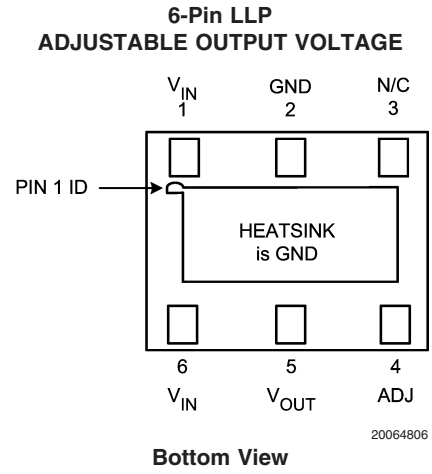 6-Pin LLP
ADJUSTABLE OUTPUT VOLTAGE
VIN GND N/C
1 2 3
PIN 1 ID
HEATSINK
is GND
6 5 4
VIN VOUT ADJ
20064806
Bottom View